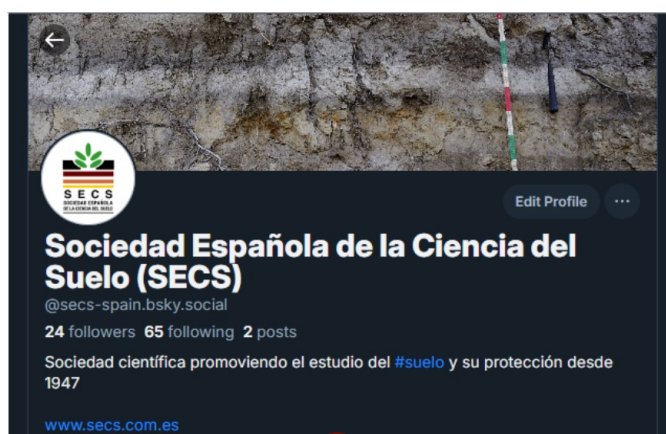 SECS
SOCIEDAD ESPAÑOLA
DE LA CIENCIA DEL SUELO
Edit Profile
Sociedad Española de la Ciencia del
Suelo (SECS)
@secs-spain.bsky.social
24 followers 65 following 2 posts
Sociedad científica promoviendo el estudio del #suelo y su protección desde
1947
www.secs.com.es